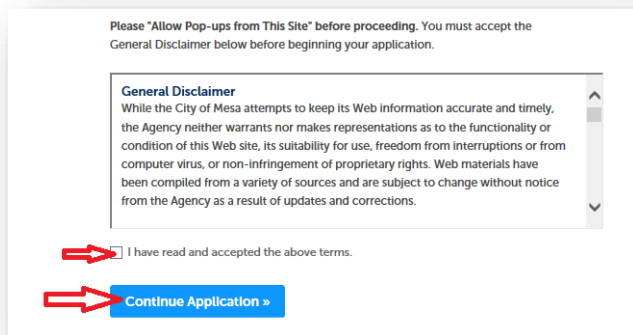 Please "Allow Pop-ups from This Site" before proceeding. You must accept the
General Disclaimer below before beginning your application.
General Disclaimer
While the City of Mesa attempts to keep its Web information accurate and timely,
the Agency neither warrants nor makes representations as to the functionality or
condition of this Web site, its suitability for use, freedom from interruptions or from
computer virus, or non-infringement of proprietary rights. Web materials have
been compiled from a variety of sources and are subject to change without notice
from the Agency as a result of updates and corrections.
I have read and accepted the above terms.
Continue Application »